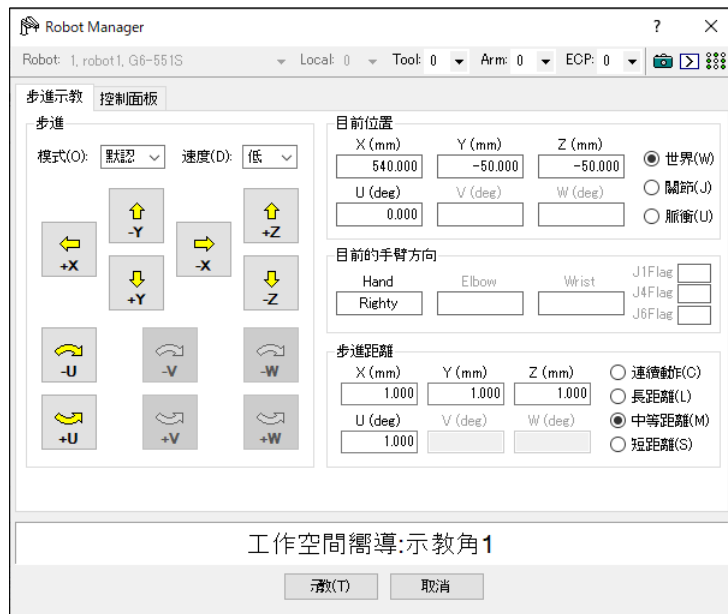 Robot Manager ? ×
Robot: 1, robot1, G6-551S Local: 0 Tool: 0 Arm: 0 ECP: 0
步進示教 控制面板
步進
模式(O): 默認 速度(D): 低
+X
-Y
+Y
-X
+Z
-Z
-U -V -W
+U +V +W
目前位置
X (mm) Y (mm) Z (mm)
540.000 -50.000 -50.000
U (deg) V (deg) W (deg)
0.000
世界(W)
關節(J)
脈衝(U)
目前的手臂方向
Hand Elbow Wrist
Righty
J1Flag
J4Flag
J6Flag
步進距離
X (mm) Y (mm) Z (mm)
1.000 1.000 1.000
U (deg) V (deg) W (deg)
1.000
連續動作(C)
長距離(L)
中等距離(M)
短距離(S)
工作空間嚮導:示教角1
示教(T) 取消